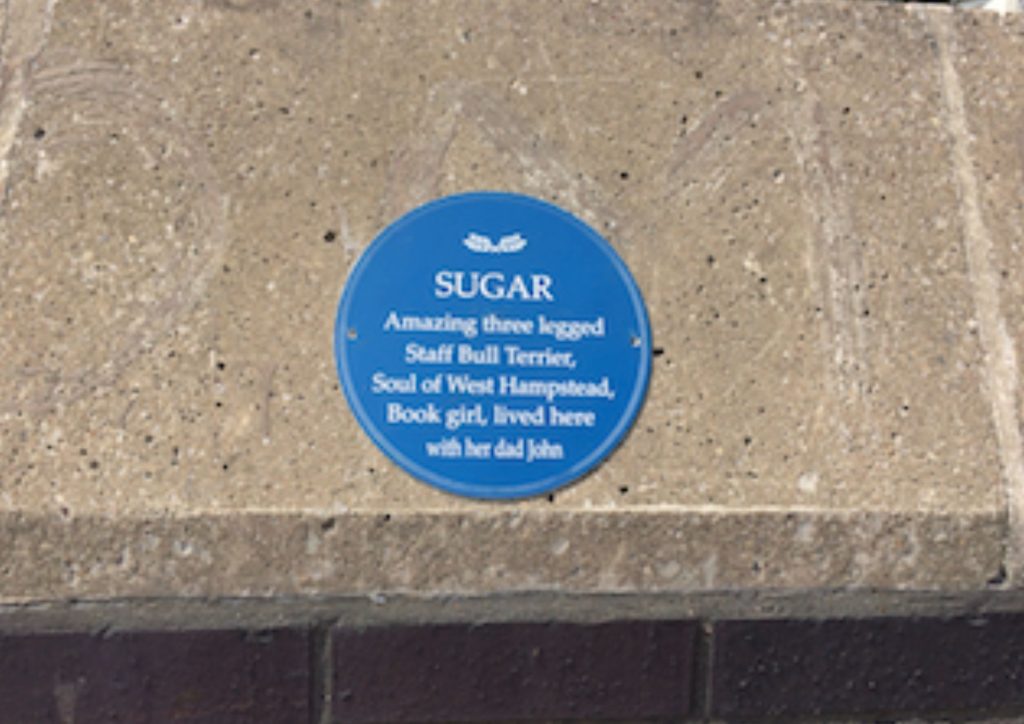 SUGAR
Amazing three legged
Staff Bull Terrier,
Soul of West Hampstead,
Book girl, lived here
with her dad John